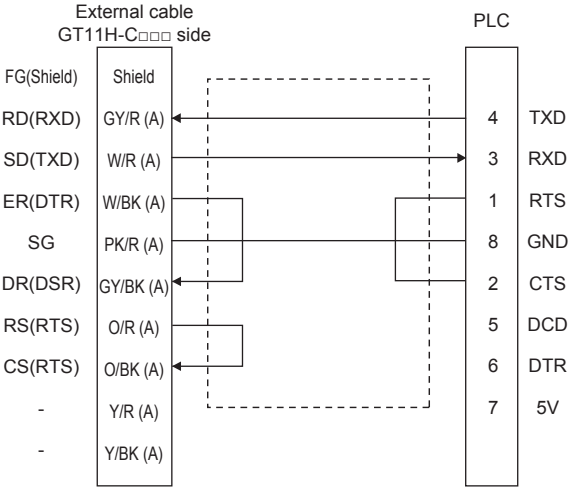 External cable
GT11H-C□□□ side
PLC
FG(Shield) Shield
RD(RXD) GY/R (A) 4 TXD
SD(TXD) W/R (A) 3 RXD
ER(DTR) W/BK (A) 1 RTS
SG PK/R (A) 8 GND
DR(DSR) GY/BK (A) 2 CTS
RS(RTS) O/R (A) 5 DCD
CS(RTS) O/BK (A) 6 DTR
- Y/R (A) 7 5V
- Y/BK (A)